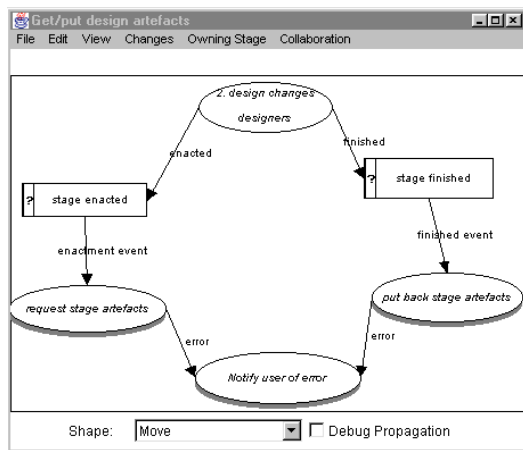 Get/put design artefacts
File Edit View Changes Owning Stage Collaboration
2. design changes
designers
enacted
finished
? stage enacted
? stage finished
enactment event
finished event
request stage artefacts
put back stage artefacts
error
error
Notify user of error
Shape: Move Debug Propagation